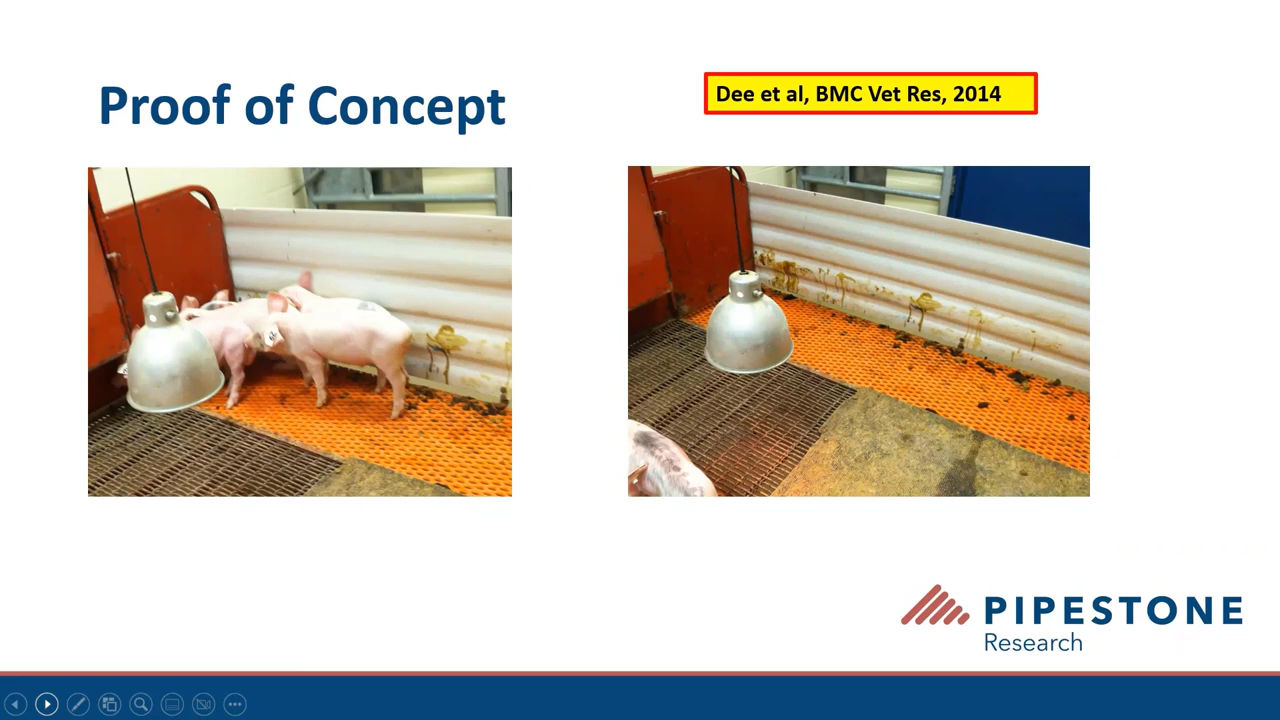 Proof of Concept
Dee et al, BMC Vet Res, 2014
PIPESTONE
Research